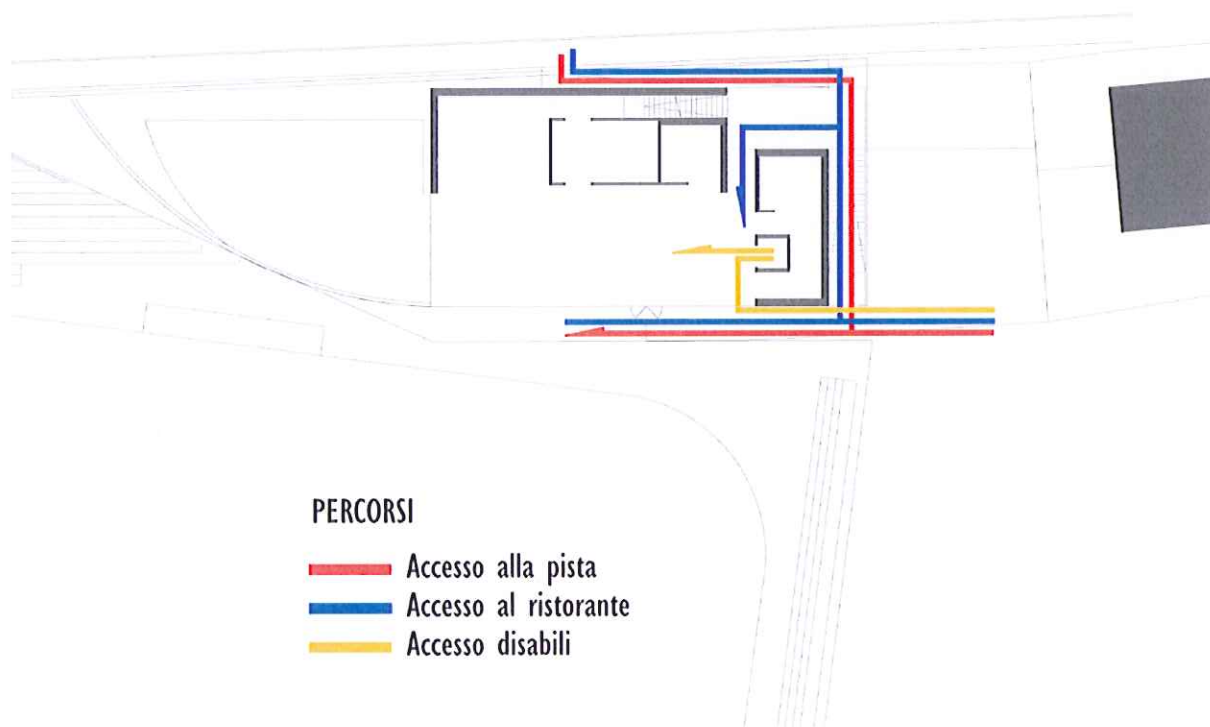 PERCORSI
Accesso alla pista
Accesso al ristorante
Accesso disabili